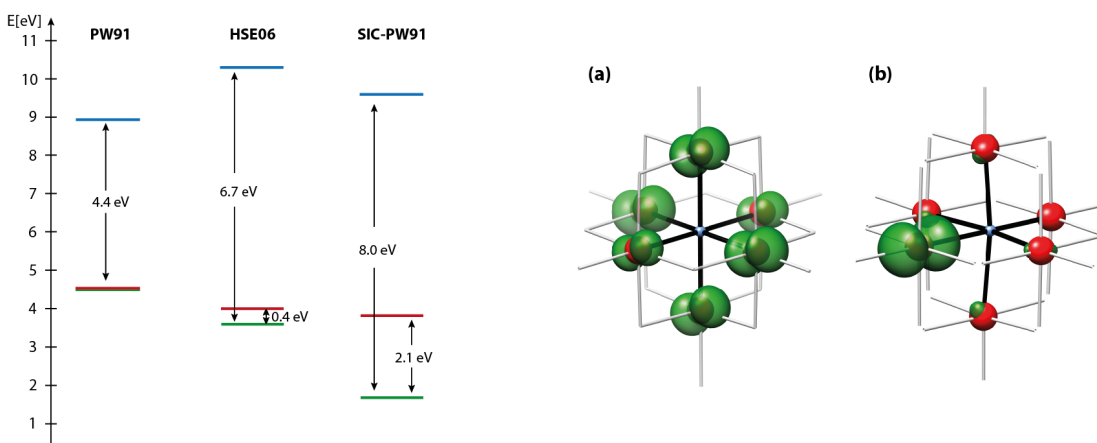 E[eV]
PW91
HSE06
SIC-PW91
11
10
9
8
7
6
5
4
3
2
1
4.4 eV
6.7 eV
0.4 eV
8.0 eV
2.1 eV
(a)
(b)